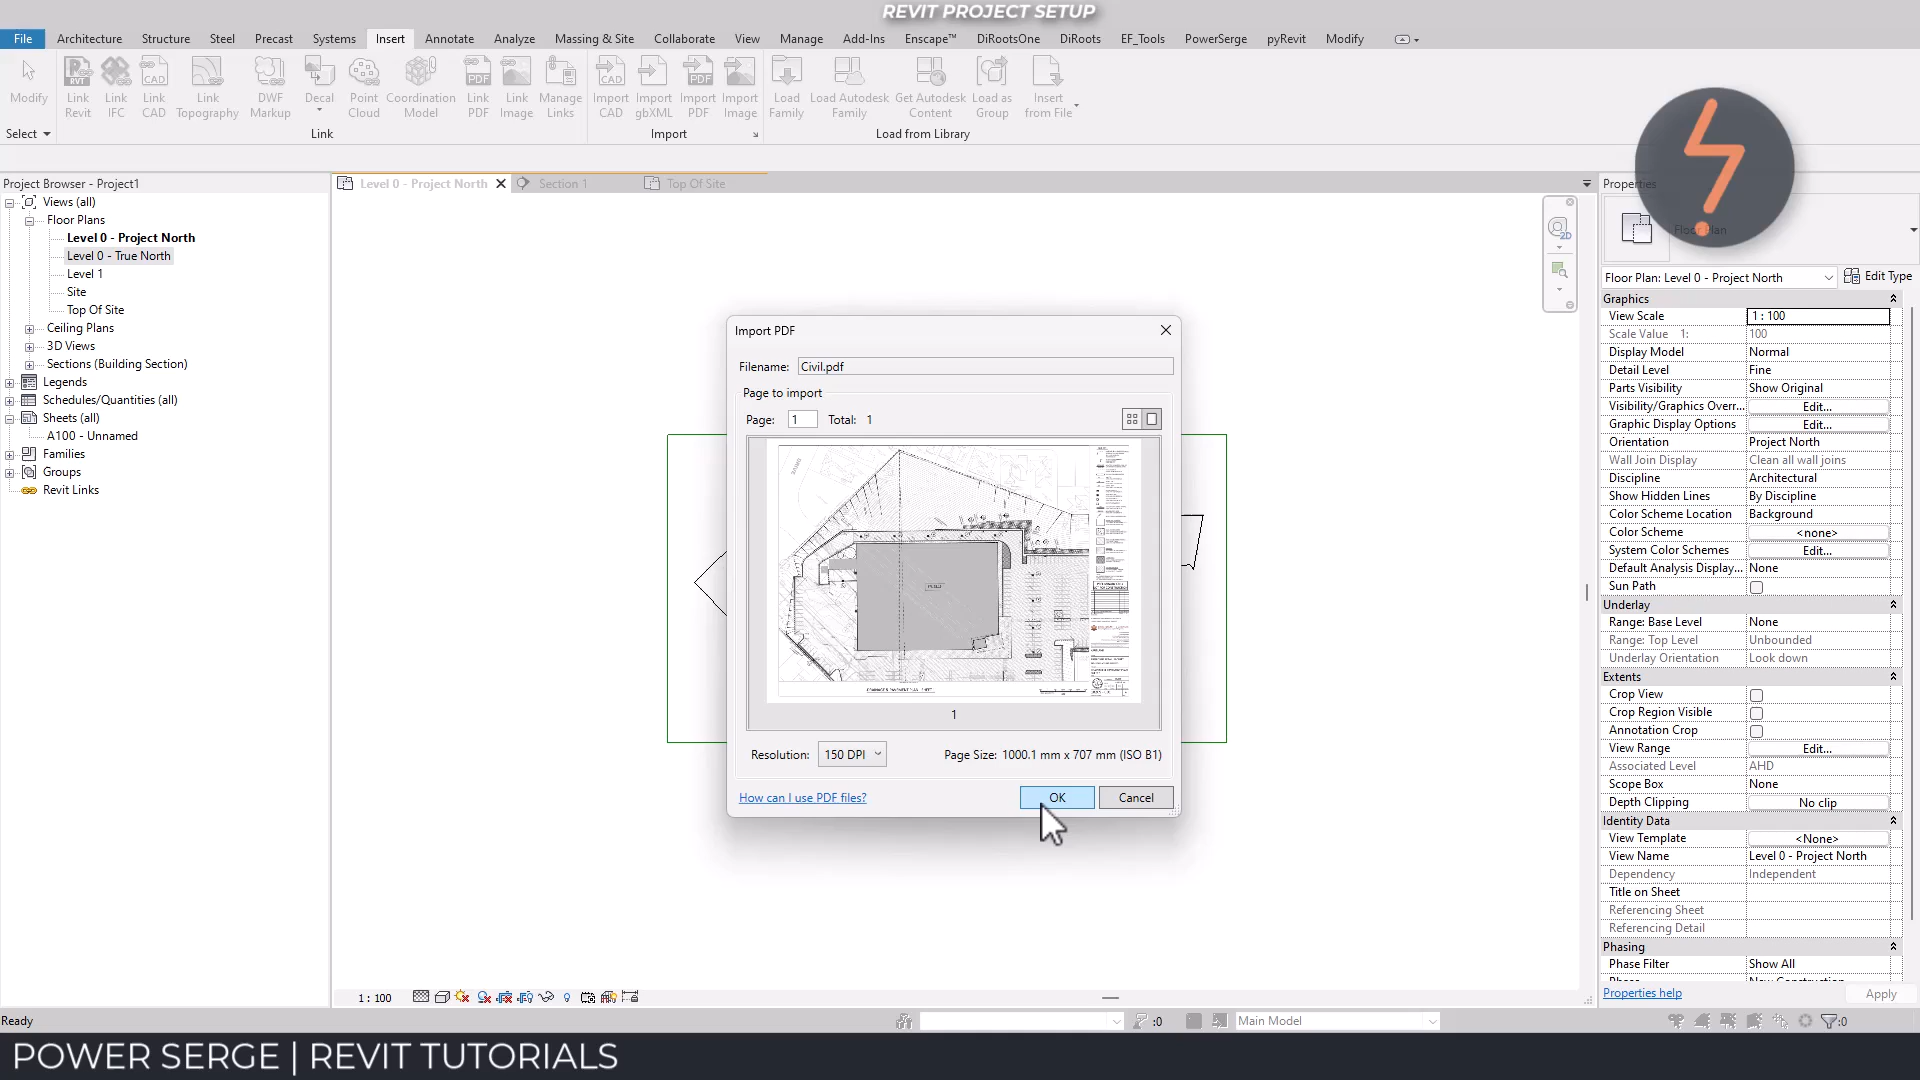 REVIT PROJECT SETUP
File Architecture Structure Steel Precast Systems Insert Annotate Analyze Massing & Site Collaborate View Manage Add-Ins Enscape™ DiRootsOne DiRoots EF_Tools PowerSerge pyRevit Modify
Modify
Link Revit
Link IFC
Link CAD
Link Topography
DWF Markup
Decal
Point Cloud
Coordination Model
Link PDF
Link Image
Manage Links
Import CAD
Import gbXML
Import PDF
Import Image
Load Family
Load Autodesk Family
Get Autodesk Content
Load as Group
Insert from File
Select Link Import Load from Library
Project Browser - Project1
Views (all)
Floor Plans
Level 0 - Project North
Level 0 - True North
Level 1
Site
Top Of Site
Ceiling Plans
3D Views
Sections (Building Section)
Legends
Schedules/Quantities (all)
Sheets (all)
A100 - Unnamed
Families
Groups
Revit Links
Level 0 - Project North Section 1 Top Of Site
2D
Import PDF
Filename: Civil.pdf
Page to import
Page: 1 Total: 1
1
Resolution: 150 DPI Page Size: 1000.1 mm x 707 mm (ISO B1)
How can I use PDF files? OK Cancel
Properties
Floor Plan
Floor Plan: Level 0 - Project North Edit Type
Graphics
View Scale 1 : 100
Scale Value 1: 100
Display Model Normal
Detail Level Fine
Parts Visibility Show Original
Visibility/Graphics Overr... Edit...
Graphic Display Options Edit...
Orientation Project North
Wall Join Display Clean all wall joins
Discipline Architectural
Show Hidden Lines By Discipline
Color Scheme Location Background
Color Scheme <none>
System Color Schemes Edit...
Default Analysis Display... None
Sun Path
Underlay
Range: Base Level None
Range: Top Level Unbounded
Underlay Orientation Look down
Extents
Crop View
Crop Region Visible
Annotation Crop
View Range Edit...
Associated Level AHD
Scope Box None
Depth Clipping No clip
Identity Data
View Template <None>
View Name Level 0 - Project North
Dependency Independent
Title on Sheet
Referencing Sheet
Referencing Detail
Phasing
Phase Filter Show All
Properties help Apply
1 : 100
Ready :0 Main Model :0
POWER SERGE | REVIT TUTORIALS